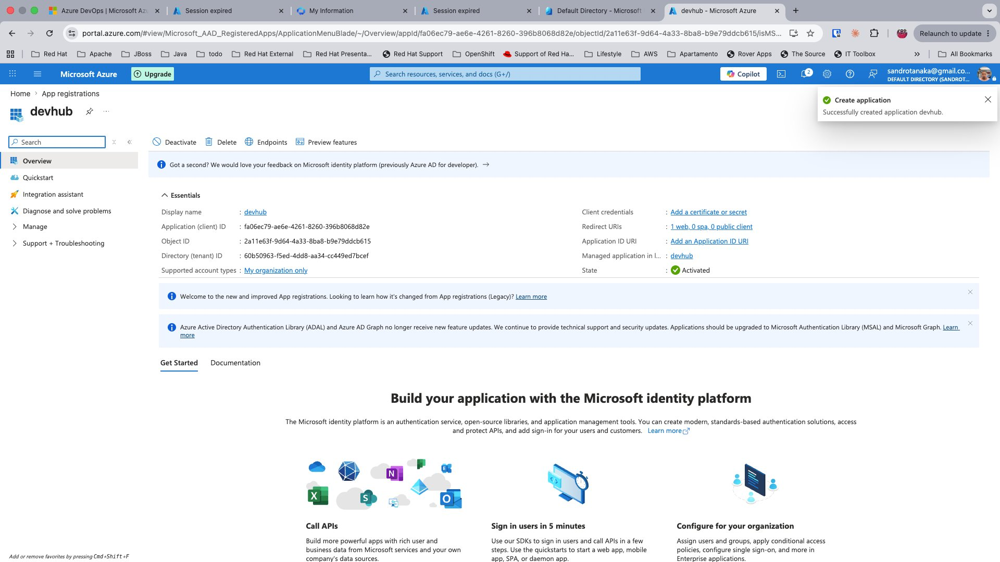 Azure DevOps | Microsoft Azu
Session expired
My Information
Session expired
Default Directory - Microsoft
devhub - Microsoft Azure
portal.azure.com/#view/Microsoft_AAD_RegisteredApps/ApplicationMenuBlade/~/Overview/appId/fa06ec79-ae6e-4261-8260-396b8068d82e/objectId/2a11e63f-9d64-4a33-8ba8-b9e79ddcb615/isMS...
Relaunch to update
Red Hat
Apache
JBoss
Java
todo
Red Hat External
Red Hat Presenta...
Red Hat Support
OpenShift
Support of Red Ha...
Lifestyle
AWS
Apartamento
Rover Apps
The Source
IT Toolbox
»
All Bookmarks
Microsoft Azure
Upgrade
Search resources, services, and docs (G+/)
Copilot
2
sandrotanaka@gmail.co...
DEFAULT DIRECTORY (SANDROT...
Home > App registrations
devhub
Create application
Successfully created application devhub.
Search
Overview
Quickstart
Integration assistant
Diagnose and solve problems
Manage
Support + Troubleshooting
Deactivate
Delete
Endpoints
Preview features
Got a second? We would love your feedback on Microsoft identity platform (previously Azure AD for developer). →
Essentials
Display name : devhub
Application (client) ID : fa06ec79-ae6e-4261-8260-396b8068d82e
Object ID : 2a11e63f-9d64-4a33-8ba8-b9e79ddcb615
Directory (tenant) ID : 60b50963-f5ed-4dd8-aa34-cc449ed7bcef
Supported account types : My organization only
Client credentials : Add a certificate or secret
Redirect URIs : 1 web, 0 spa, 0 public client
Application ID URI : Add an Application ID URI
Managed application in l... : devhub
State : Activated
Welcome to the new and improved App registrations. Looking to learn how it's changed from App registrations (Legacy)? Learn more
Azure Active Directory Authentication Library (ADAL) and Azure AD Graph no longer receive new feature updates. We continue to provide technical support and security updates. Applications should be upgraded to Microsoft Authentication Library (MSAL) and Microsoft Graph. Learn
more
Get Started
Documentation
Build your application with the Microsoft identity platform
The Microsoft identity platform is an authentication service, open-source libraries, and application management tools. You can create modern, standards-based authentication solutions, access
and protect APIs, and add sign-in for your users and customers. Learn more
N
E
X
S
O
Call APIs
Build more powerful apps with rich user and
business data from Microsoft services and your own
company's data sources.
Sign in users in 5 minutes
Use our SDKs to sign in users and call APIs in a few
steps. Use the quickstarts to start a web app, mobile
app, SPA, or daemon app.
Configure for your organization
Assign users and groups, apply conditional access
policies, configure single sign-on, and more in
Enterprise applications.
Add or remove favorites by pressing Cmd+Shift+F